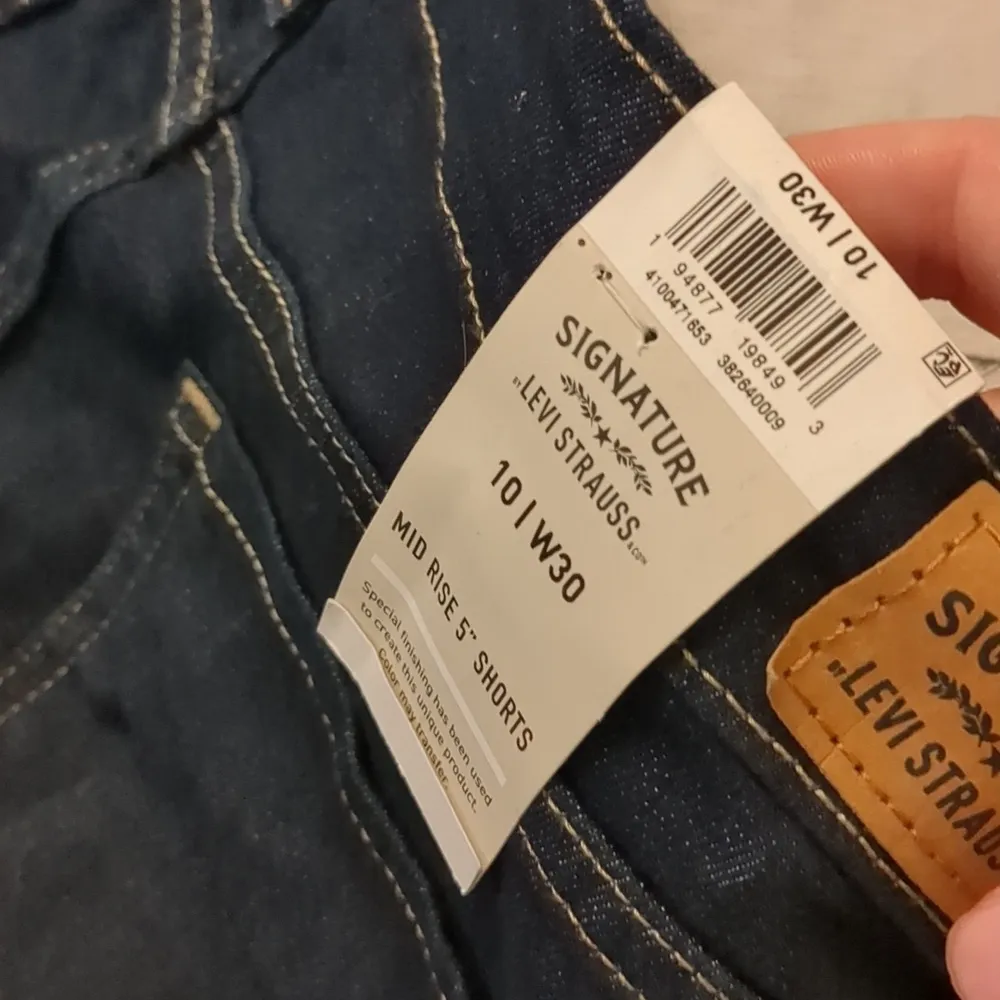 10 | W30
1 94877 19849 3
4100471653 382640009
SIGNATURE
BY LEVI STRAUSS & CO™
10 | W30
MID RISE 5" SHORTS
Special finishing has been used
to create this unique product.
Color may transfer.
SIG
BY LEVI STRAUS